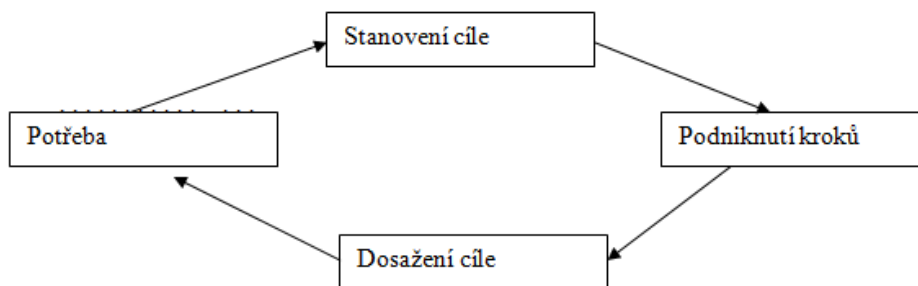 Stanovení cíle
Potřeba
Podniknutí kroků
Dosažení cíle